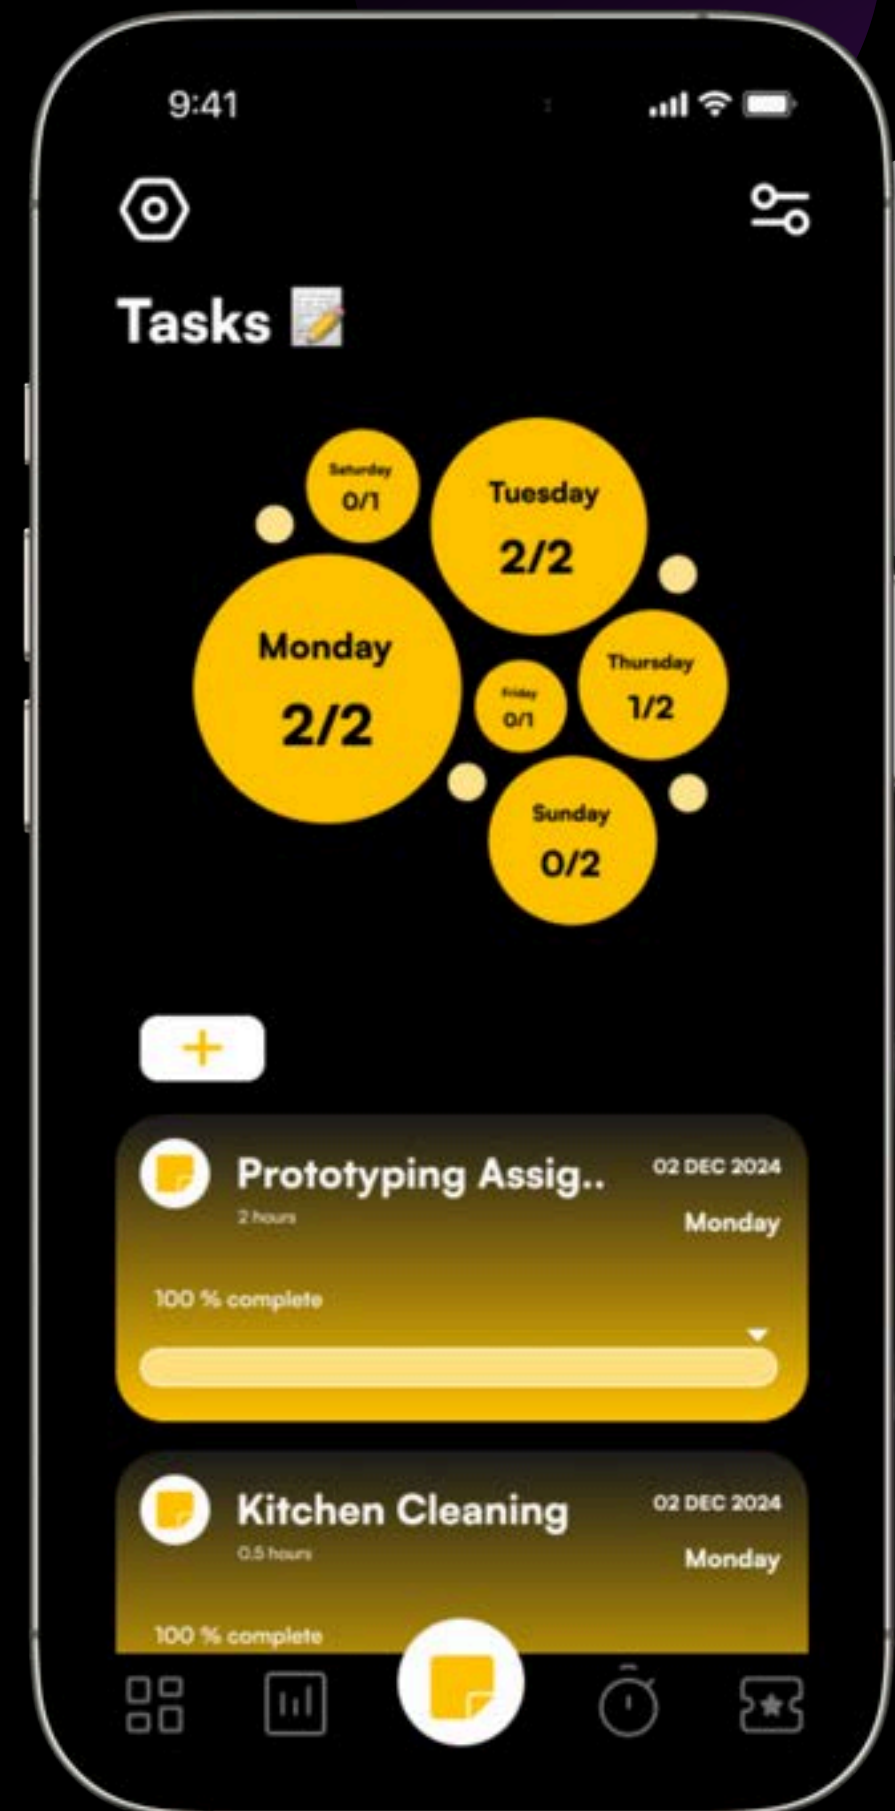 9:41
Tasks
Saturday
0/1
Tuesday
2/2
Monday
2/2
Thursday
1/2
Friday
0/1
Sunday
0/2
+
Prototyping Assig..
02 DEC 2024
2 hours
Monday
100 % complete
Kitchen Cleaning
02 DEC 2024
0.5 hours
Monday
100 % complete